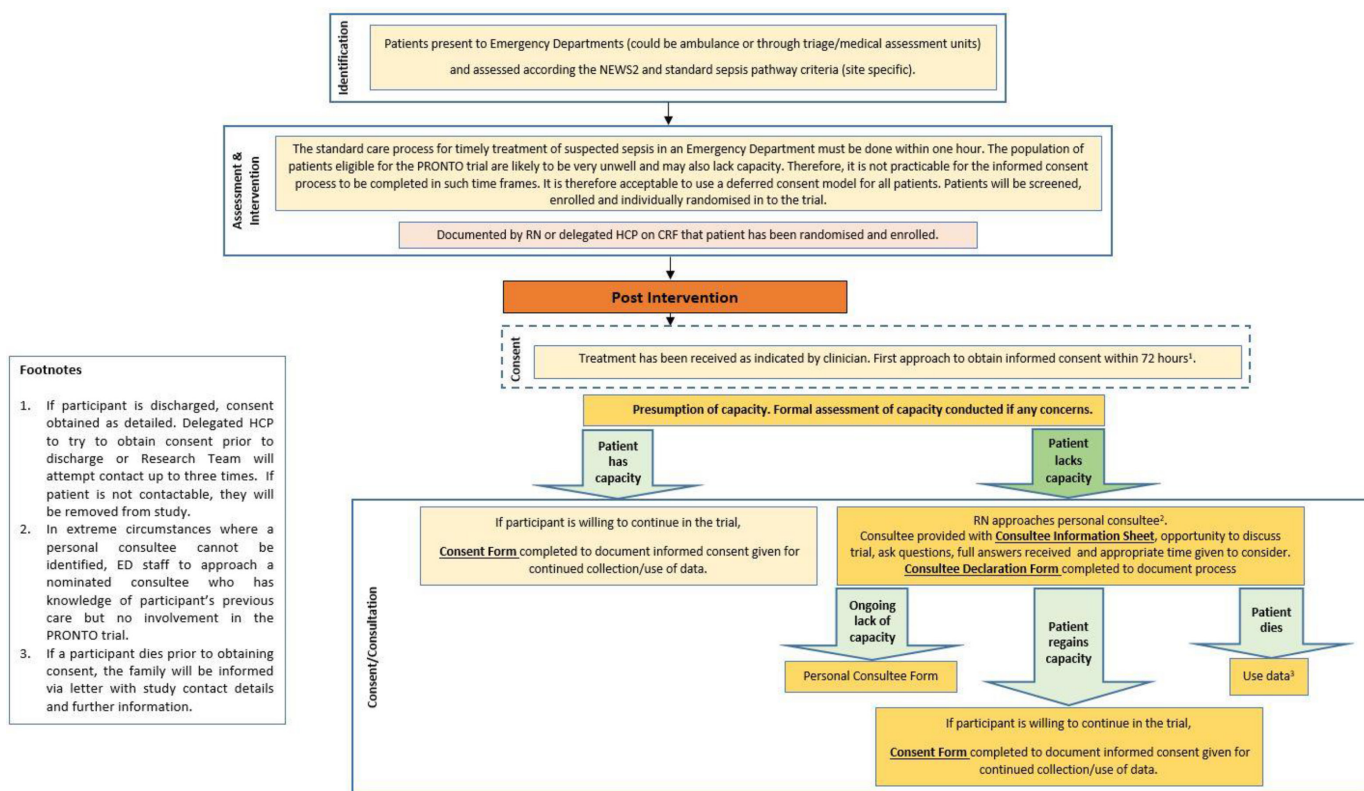 Identification
Patients present to Emergency Departments (could be ambulance or through triage/medical assessment units)
and assessed according the NEWS2 and standard sepsis pathway criteria (site specific).
Assessment &
Intervention
The standard care process for timely treatment of suspected sepsis in an Emergency Department must be done within one hour. The population of
patients eligible for the PRONTO trial are likely to be very unwell and may also lack capacity. Therefore, it is not practicable for the informed consent
process to be completed in such time frames. It is therefore acceptable to use a deferred consent model for all patients. Patients will be screened,
enrolled and individually randomised in to the trial.
Documented by RN or delegated HCP on CRF that patient has been randomised and enrolled.
Post Intervention
Consent
Treatment has been received as indicated by clinician. First approach to obtain informed consent within 72 hours¹.
Presumption of capacity. Formal assessment of capacity conducted if any concerns.
Patient
has
capacity
Patient
lacks
capacity
Consent/Consultation
If participant is willing to continue in the trial,
Consent Form completed to document informed consent given for
continued collection/use of data.
RN approaches personal consultee².
Consultee provided with Consultee Information Sheet, opportunity to discuss
trial, ask questions, full answers received and appropriate time given to consider.
Consultee Declaration Form completed to document process
Ongoing
lack of
capacity
Patient
regains
capacity
Patient
dies
Personal Consultee Form
Use data³
If participant is willing to continue in the trial,
Consent Form completed to document informed consent given for
continued collection/use of data.
Footnotes
1. If participant is discharged, consent
obtained as detailed. Delegated HCP
to try to obtain consent prior to
discharge or Research Team will
attempt contact up to three times. If
patient is not contactable, they will
be removed from study.
2. In extreme circumstances where a
personal consultee cannot be
identified, ED staff to approach a
nominated consultee who has
knowledge of participant's previous
care but no involvement in the
PRONTO trial.
3. If a participant dies prior to obtaining
consent, the family will be informed
via letter with study contact details
and further information.